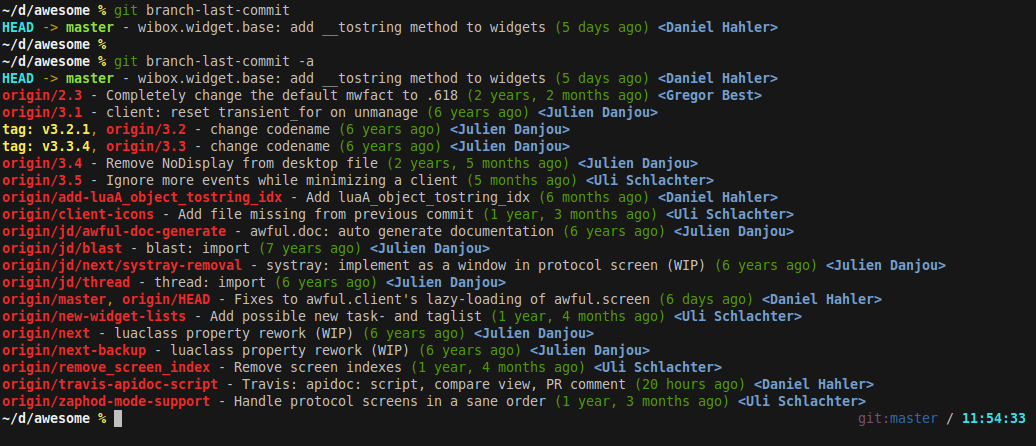 ~/d/awesome % git branch-last-commit
HEAD -> master - wibox.widget.base: add __tostring method to widgets (5 days ago) <Daniel Hahler>
~/d/awesome %
~/d/awesome % git branch-last-commit -a
HEAD -> master - wibox.widget.base: add __tostring method to widgets (5 days ago) <Daniel Hahler>
origin/2.3 - Completely change the default mwfact to .618 (2 years, 2 months ago) <Gregor Best>
origin/3.1 - client: reset transient_for on unmanage (6 years ago) <Julien Danjou>
tag: v3.2.1, origin/3.2 - change codename (6 years ago) <Julien Danjou>
tag: v3.3.4, origin/3.3 - change codename (6 years ago) <Julien Danjou>
origin/3.4 - Remove NoDisplay from desktop file (2 years, 5 months ago) <Julien Danjou>
origin/3.5 - Ignore more events while minimizing a client (5 months ago) <Uli Schlachter>
origin/add-luaA_object_tostring_idx - Add luaA_object_tostring_idx (6 months ago) <Daniel Hahler>
origin/client-icons - Add file missing from previous commit (1 year, 3 months ago) <Uli Schlachter>
origin/jd/awful-doc-generate - awful.doc: auto generate documentation (6 years ago) <Julien Danjou>
origin/jd/blast - blast: import (7 years ago) <Julien Danjou>
origin/jd/next/systray-removal - systray: implement as a window in protocol screen (WIP) (6 years ago) <Julien Danjou>
origin/jd/thread - thread: import (6 years ago) <Julien Danjou>
origin/master, origin/HEAD - Fixes to awful.client's lazy-loading of awful.screen (6 days ago) <Daniel Hahler>
origin/new-widget-lists - Add possible new task- and taglist (1 year, 4 months ago) <Uli Schlachter>
origin/next - luaclass property rework (WIP) (6 years ago) <Julien Danjou>
origin/next-backup - luaclass property rework (WIP) (6 years ago) <Julien Danjou>
origin/remove_screen_index - Remove screen indexes (1 year, 4 months ago) <Uli Schlachter>
origin/travis-apidoc-script - Travis: apidoc: script, compare view, PR comment (20 hours ago) <Daniel Hahler>
origin/zaphod-mode-support - Handle protocol screens in a sane order (1 year, 3 months ago) <Uli Schlachter>
~/d/awesome % git:master / 11:54:33